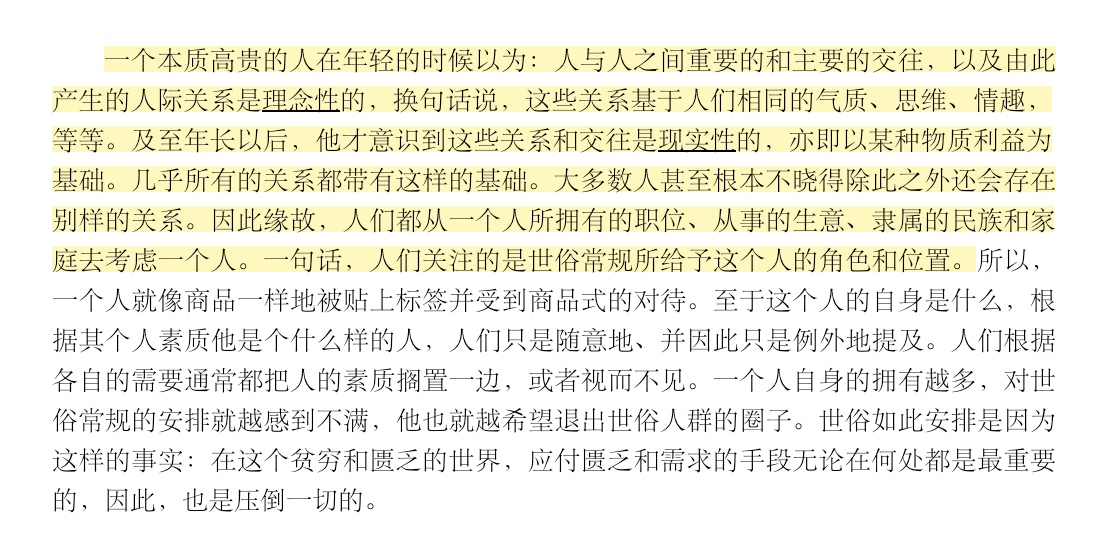 一个本质高贵的人在年轻的时候以为：人与人之间重要的和主要的交往，以及由此
产生的人际关系是理念性的，换句话说，这些关系基于人们相同的气质、思维、情趣，
等等。及至年长以后，他才意识到这些关系和交往是现实性的，亦即以某种物质利益为
基础。几乎所有的关系都带有这样的基础。大多数人甚至根本不晓得除此之外还会存在
别样的关系。因此缘故，人们都从一个人所拥有的职位、从事的生意、隶属的民族和家
庭去考虑一个人。一句话，人们关注的是世俗常规所给予这个人的角色和位置。所以，
一个人就像商品一样地被贴上标签并受到商品式的对待。至于这个人的自身是什么，根
据其个人素质他是个什么样的人，人们只是随意地、并因此只是例外地提及。人们根据
各自的需要通常都把人的素质搁置一边，或者视而不见。一个人自身的拥有越多，对世
俗常规的安排就越感到不满，他也就越希望退出世俗人群的圈子。世俗如此安排是因为
这样的事实：在这个贫穷和匮乏的世界，应付匮乏和需求的手段无论在何处都是最重要
的，因此，也是压倒一切的。